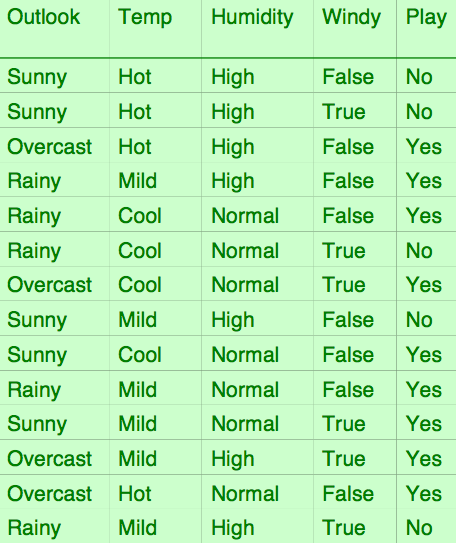 Outlook Temp Humidity Windy Play
Sunny Hot High False No
Sunny Hot High True No
Overcast Hot High False Yes
Rainy Mild High False Yes
Rainy Cool Normal False Yes
Rainy Cool Normal True No
Overcast Cool Normal True Yes
Sunny Mild High False No
Sunny Cool Normal False Yes
Rainy Mild Normal False Yes
Sunny Mild Normal True Yes
Overcast Mild High True Yes
Overcast Hot Normal False Yes
Rainy Mild High True No